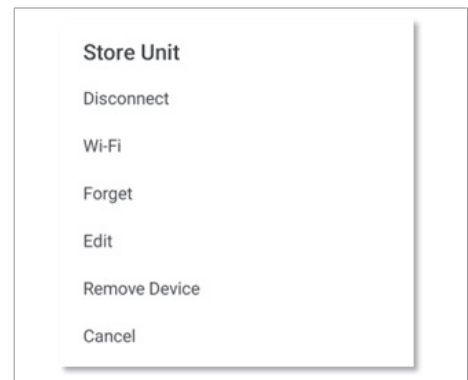 Store Unit
Disconnect
Wi-Fi
Forget
Edit
Remove Device
Cancel